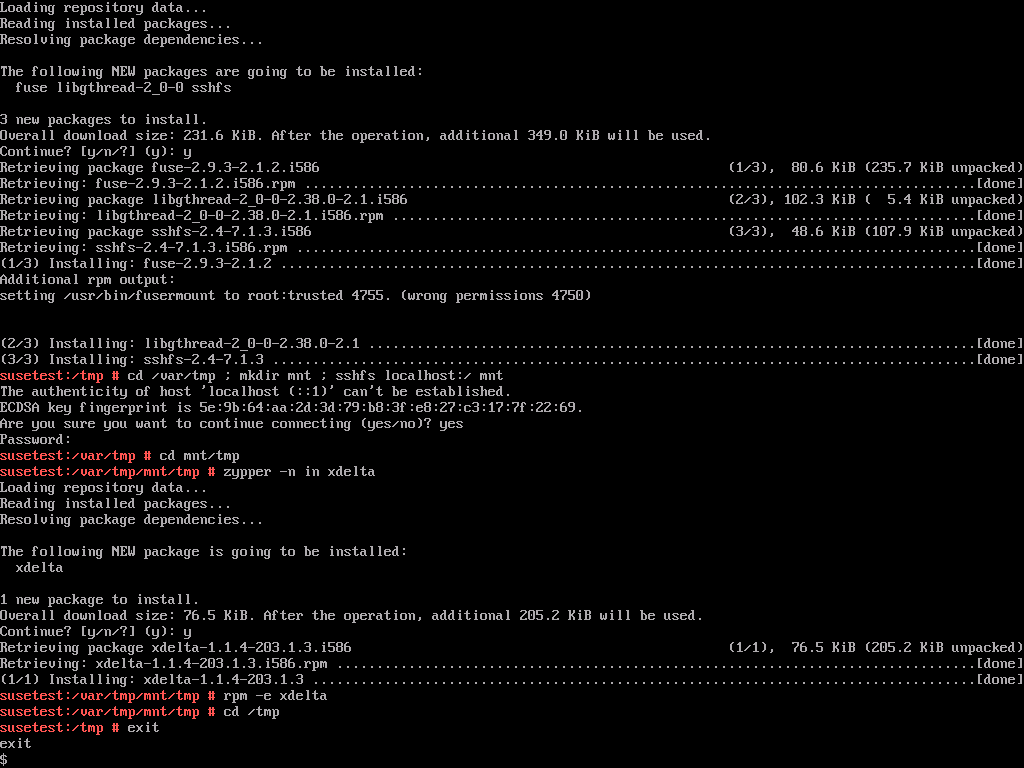 Loading repository data...
Reading installed packages...
Resolving package dependencies...
The following NEW packages are going to be installed:
  fuse libgthread-2_0-0 sshfs
3 new packages to install.
Overall download size: 231.6 KiB. After the operation, additional 349.0 KiB will be used.
Continue? [y/n/?] (y): y
Retrieving package fuse-2.9.3-2.1.2.i586 (1/3),  80.6 KiB (235.7 KiB unpacked)
Retrieving: fuse-2.9.3-2.1.2.i586.rpm ....................................................................................[done]
Retrieving package libgthread-2_0-0-2.38.0-2.1.i586 (2/3), 102.3 KiB (  5.4 KiB unpacked)
Retrieving: libgthread-2_0-0-2.38.0-2.1.i586.rpm .........................................................................[done]
Retrieving package sshfs-2.4-7.1.3.i586 (3/3),  48.6 KiB (107.9 KiB unpacked)
Retrieving: sshfs-2.4-7.1.3.i586.rpm .....................................................................................[done]
(1/3) Installing: fuse-2.9.3-2.1.2 .......................................................................................[done]
Additional rpm output:
setting /usr/bin/fusermount to root:trusted 4755. (wrong permissions 4750)
(2/3) Installing: libgthread-2_0-0-2.38.0-2.1 ............................................................................[done]
(3/3) Installing: sshfs-2.4-7.1.3 ........................................................................................[done]
susetest:/tmp # cd /var/tmp ; mkdir mnt ; sshfs localhost:/ mnt
The authenticity of host 'localhost (::1)' can't be established.
ECDSA key fingerprint is 5e:9b:64:aa:2d:3d:79:b8:3f:e8:27:c3:17:7f:22:69.
Are you sure you want to continue connecting (yes/no)? yes
Password:
susetest:/var/tmp # cd mnt/tmp
susetest:/var/tmp/mnt/tmp # zypper -n in xdelta
Loading repository data...
Reading installed packages...
Resolving package dependencies...
The following NEW package is going to be installed:
  xdelta
1 new package to install.
Overall download size: 76.5 KiB. After the operation, additional 205.2 KiB will be used.
Continue? [y/n/?] (y): y
Retrieving package xdelta-1.1.4-203.1.3.i586 (1/1),  76.5 KiB (205.2 KiB unpacked)
Retrieving: xdelta-1.1.4-203.1.3.i586.rpm ................................................................................[done]
(1/1) Installing: xdelta-1.1.4-203.1.3 ...................................................................................[done]
susetest:/var/tmp/mnt/tmp # rpm -e xdelta
susetest:/var/tmp/mnt/tmp # cd /tmp
susetest:/tmp # exit
exit
$